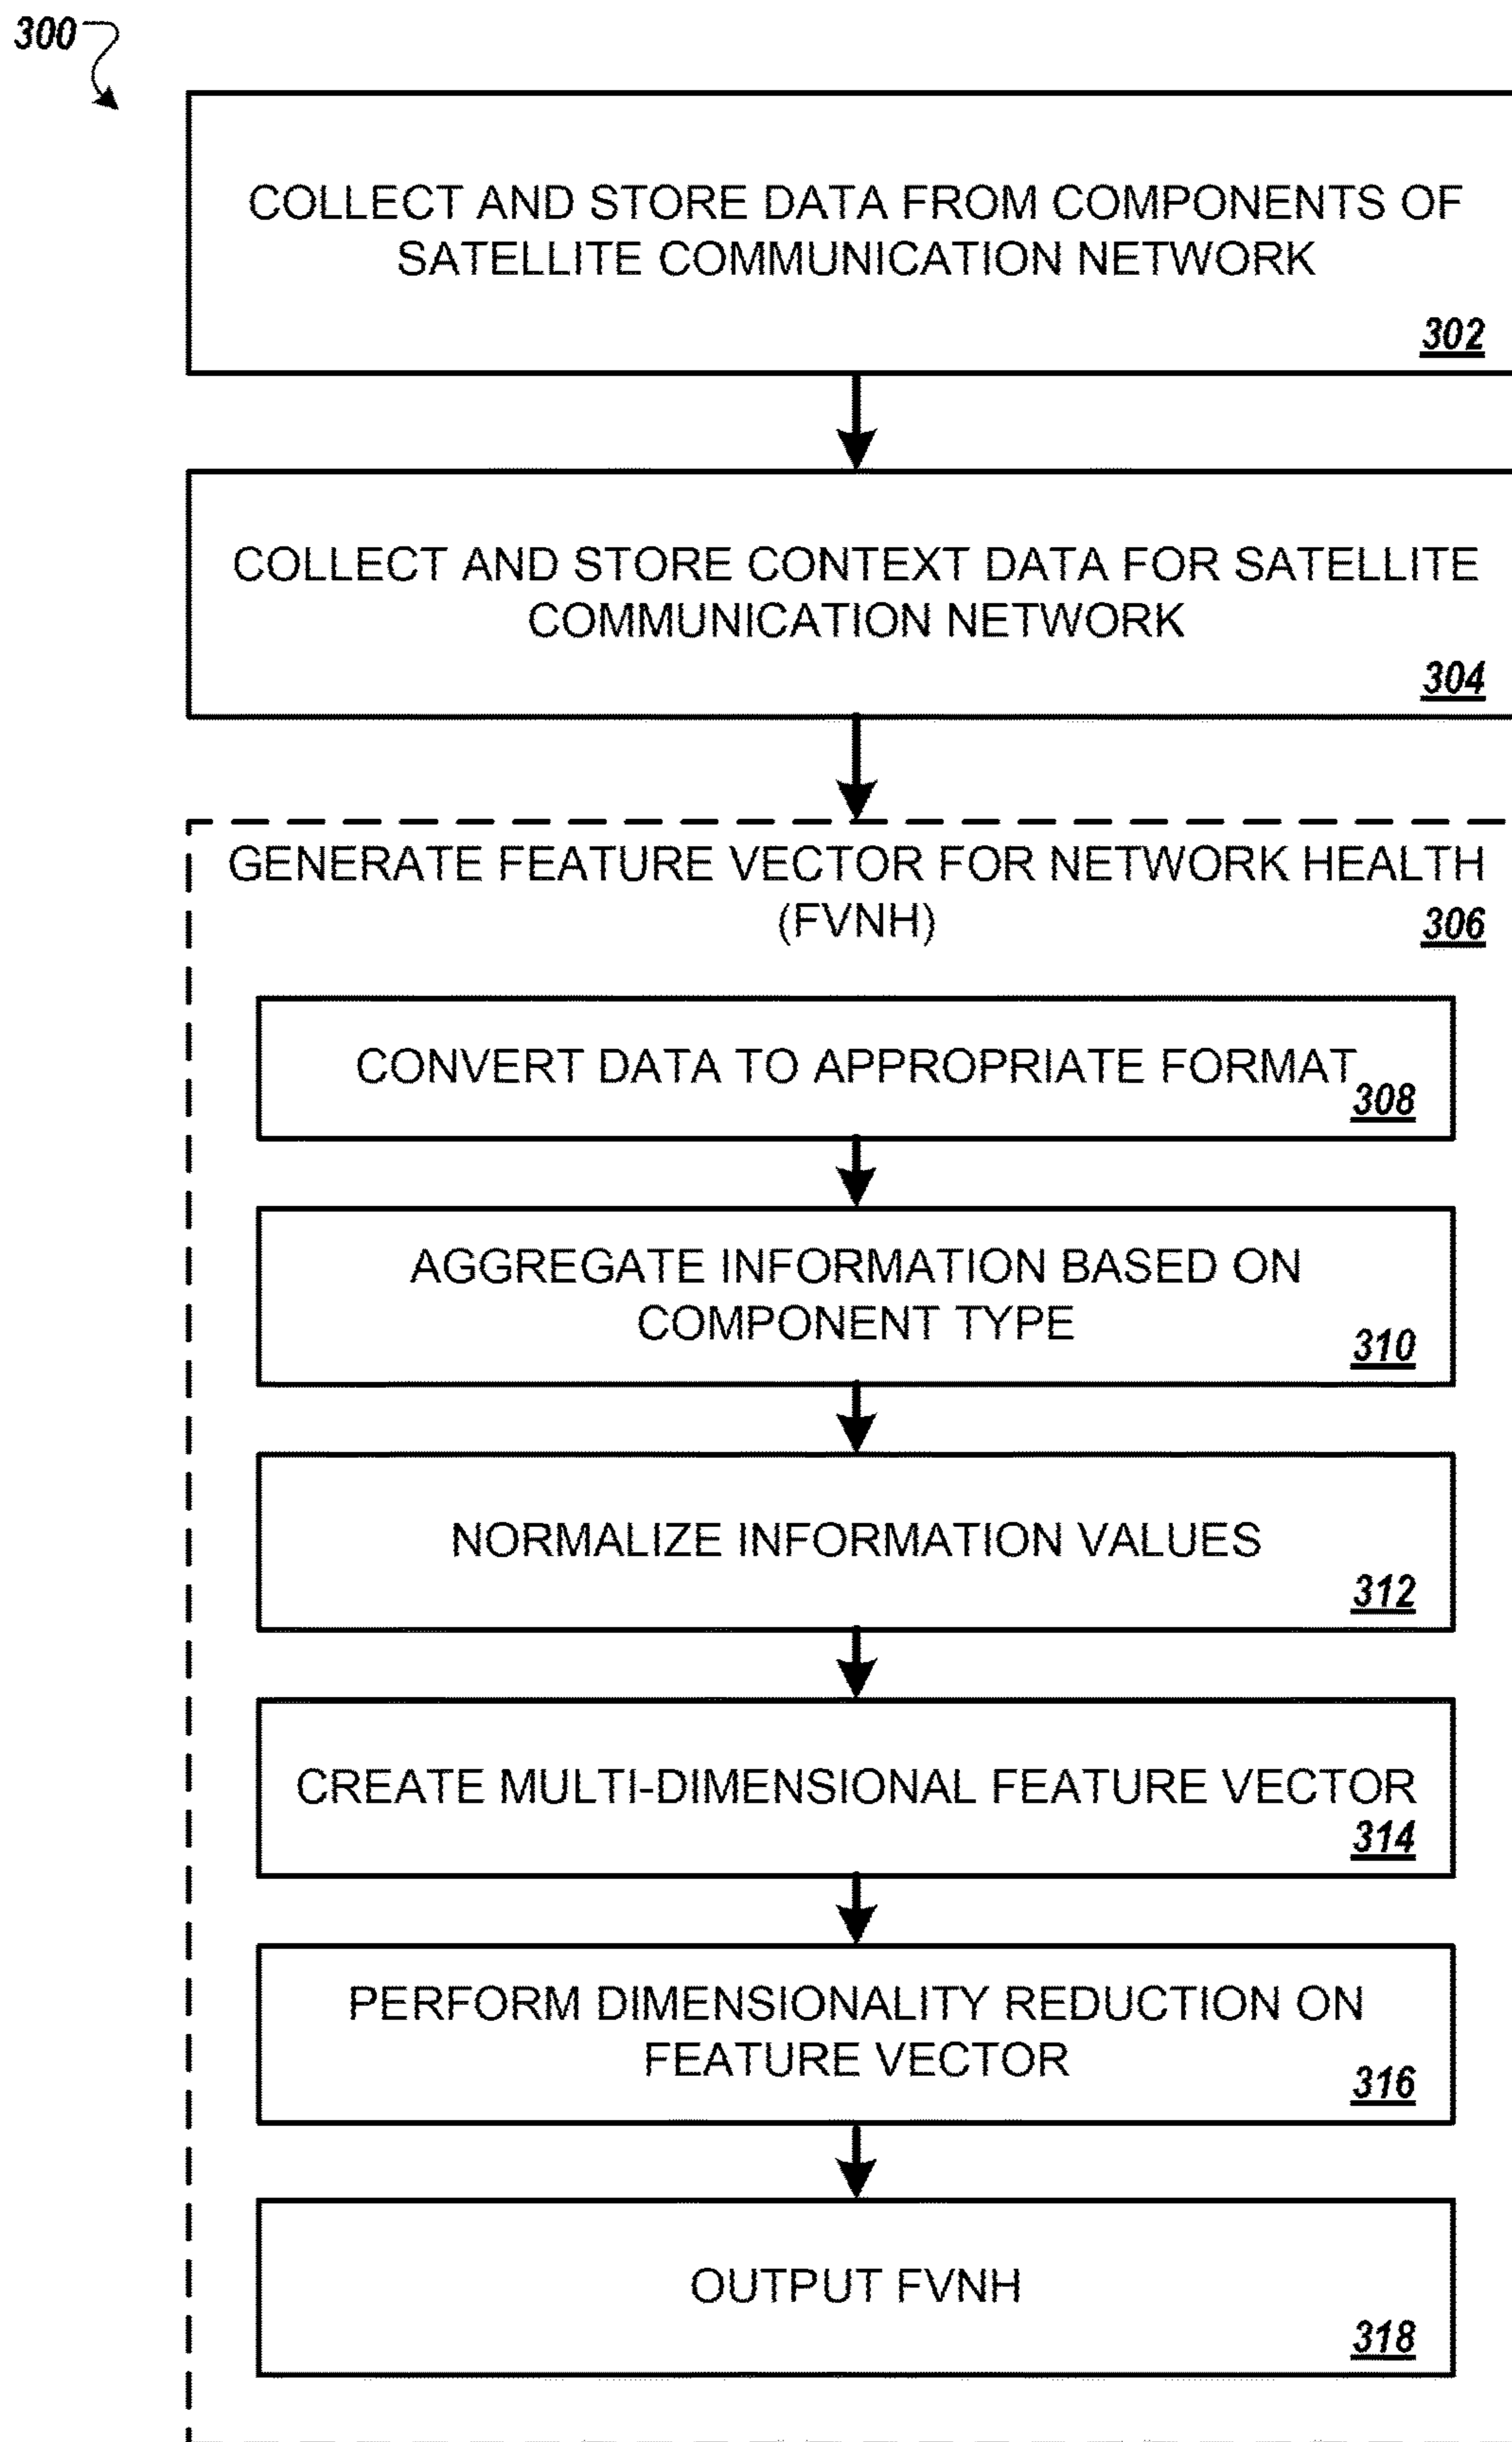 300
COLLECT AND STORE DATA FROM COMPONENTS OF
SATELLITE COMMUNICATION NETWORK
302
COLLECT AND STORE CONTEXT DATA FOR SATELLITE
COMMUNICATION NETWORK
304
GENERATE FEATURE VECTOR FOR NETWORK HEALTH
(FVNH)
306
CONVERT DATA TO APPROPRIATE FORMAT
308
AGGREGATE INFORMATION BASED ON
COMPONENT TYPE
310
NORMALIZE INFORMATION VALUES
312
CREATE MULTI-DIMENSIONAL FEATURE VECTOR
314
PERFORM DIMENSIONALITY REDUCTION ON
FEATURE VECTOR
316
OUTPUT FVNH
318